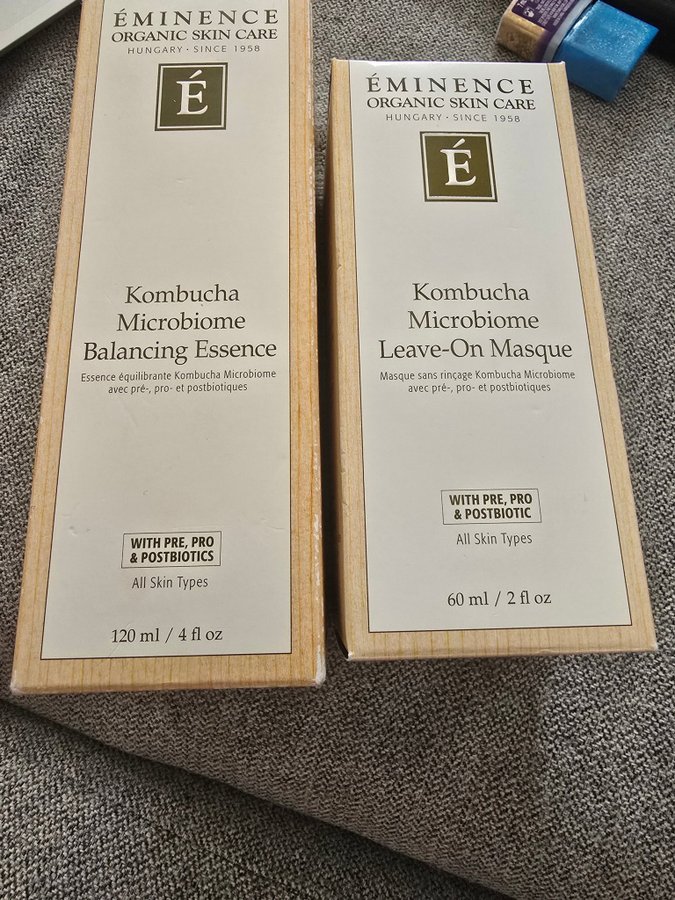 ÉMINENCE
ORGANIC SKIN CARE
HUNGARY · SINCE 1958
É
Kombucha
Microbiome
Balancing Essence
Essence équilibrante Kombucha Microbiome
avec pré-, pro- et postbiotiques
WITH PRE, PRO
& POSTBIOTICS
All Skin Types
120 ml / 4 fl oz
ÉMINENCE
ORGANIC SKIN CARE
HUNGARY · SINCE 1958
É
Kombucha
Microbiome
Leave-On Masque
Masque sans rinçage Kombucha Microbiome
avec pré-, pro- et postbiotiques
WITH PRE, PRO
& POSTBIOTIC
All Skin Types
60 ml / 2 fl oz